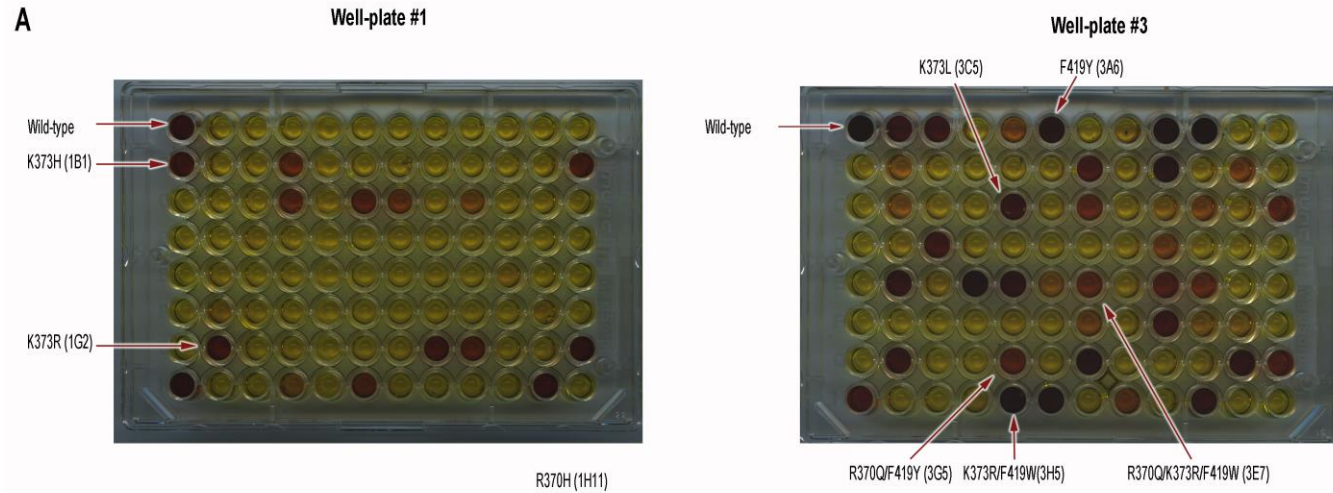 A
Well-plate #1
Well-plate #3
K373L (3C5)
F419Y (3A6)
Wild-type
Wild-type
K373H (1B1)
K373R (1G2)
R370H (1H11)
R370Q/F419Y (3G5)
K373R/F419W(3H5)
R370Q/K373R/F419W (3E7)